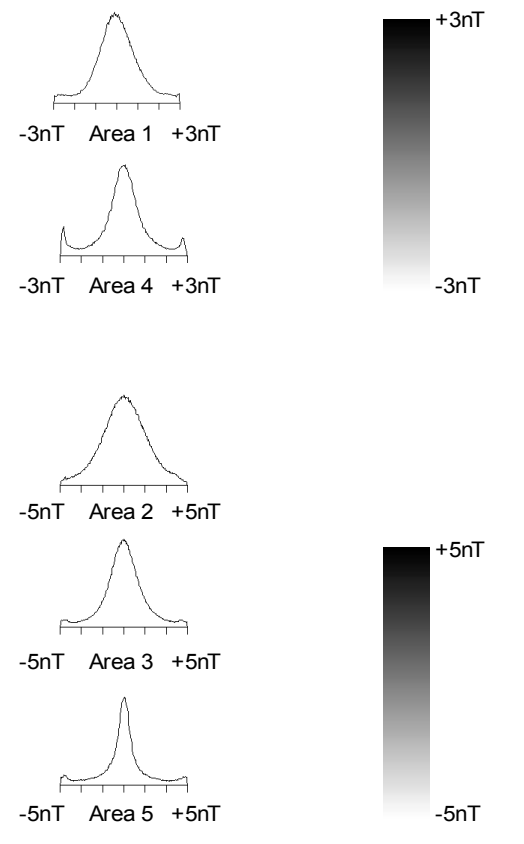 +3nT
-3nT Area 1 +3nT
-3nT Area 4 +3nT
-3nT
-5nT Area 2 +5nT
+5nT
-5nT Area 3 +5nT
-5nT Area 5 +5nT
-5nT